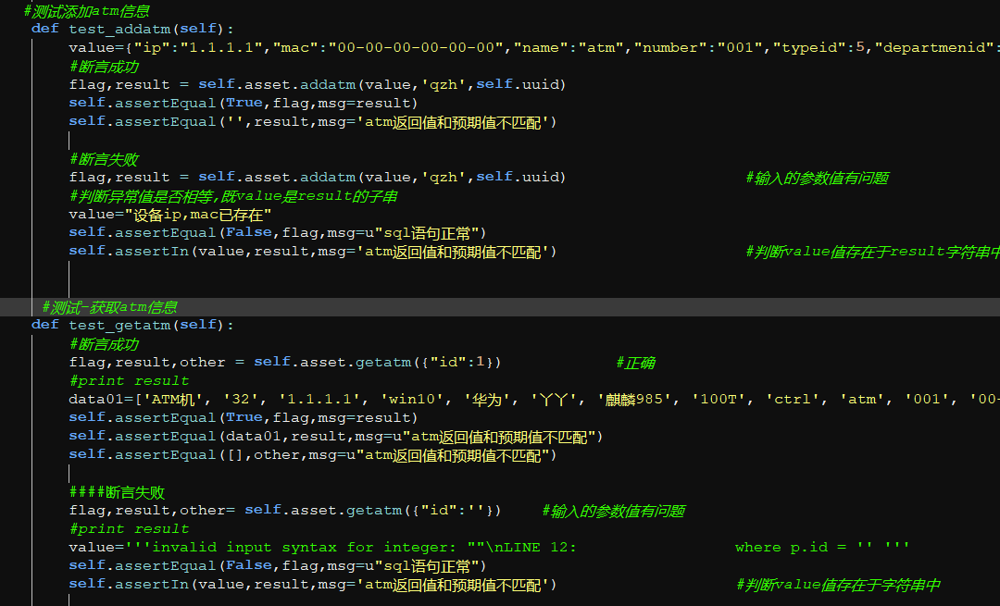 #测试添加atm信息
def test_addatm(self):
value={"ip":"1.1.1.1","mac":"00-00-00-00-00-00","name":"atm","number":"001","typeid":5,"departmenid":
#断言成功
flag,result = self.asset.addatm(value,'qzh',self.uuid)
self.assertEqual(True,flag,msg=result)
self.assertEqual('',result,msg='atm返回值和预期值不匹配')
#断言失败
flag,result = self.asset.addatm(value,'qzh',self.uuid) #输入的参数值有问题
#判断异常值是否相等,既value是result的子串
value="设备ip,mac已存在"
self.assertEqual(False,flag,msg=u"sql语句正常")
self.assertIn(value,result,msg='atm返回值和预期值不匹配') #判断value值存在于result字符串中
#测试-获取atm信息
def test_getatm(self):
#断言成功
flag,result,other = self.asset.getatm({"id":1}) #正确
#print result
data01=['ATM机', '32', '1.1.1.1', 'win10', '华为', '丫丫', '麒麟985', '100T', 'ctrl', 'atm', '001', '00-
self.assertEqual(True,flag,msg=result)
self.assertEqual(data01,result,msg=u"atm返回值和预期值不匹配")
self.assertEqual([],other,msg=u"atm返回值和预期值不匹配")
####断言失败
flag,result,other= self.asset.getatm({"id":''}) #输入的参数值有问题
#print result
value='''invalid input syntax for integer: ""\nLINE 12: where p.id = '' '''
self.assertEqual(False,flag,msg=u"sql语句正常")
self.assertIn(value,result,msg='atm返回值和预期值不匹配') #判断value值存在于字符串中